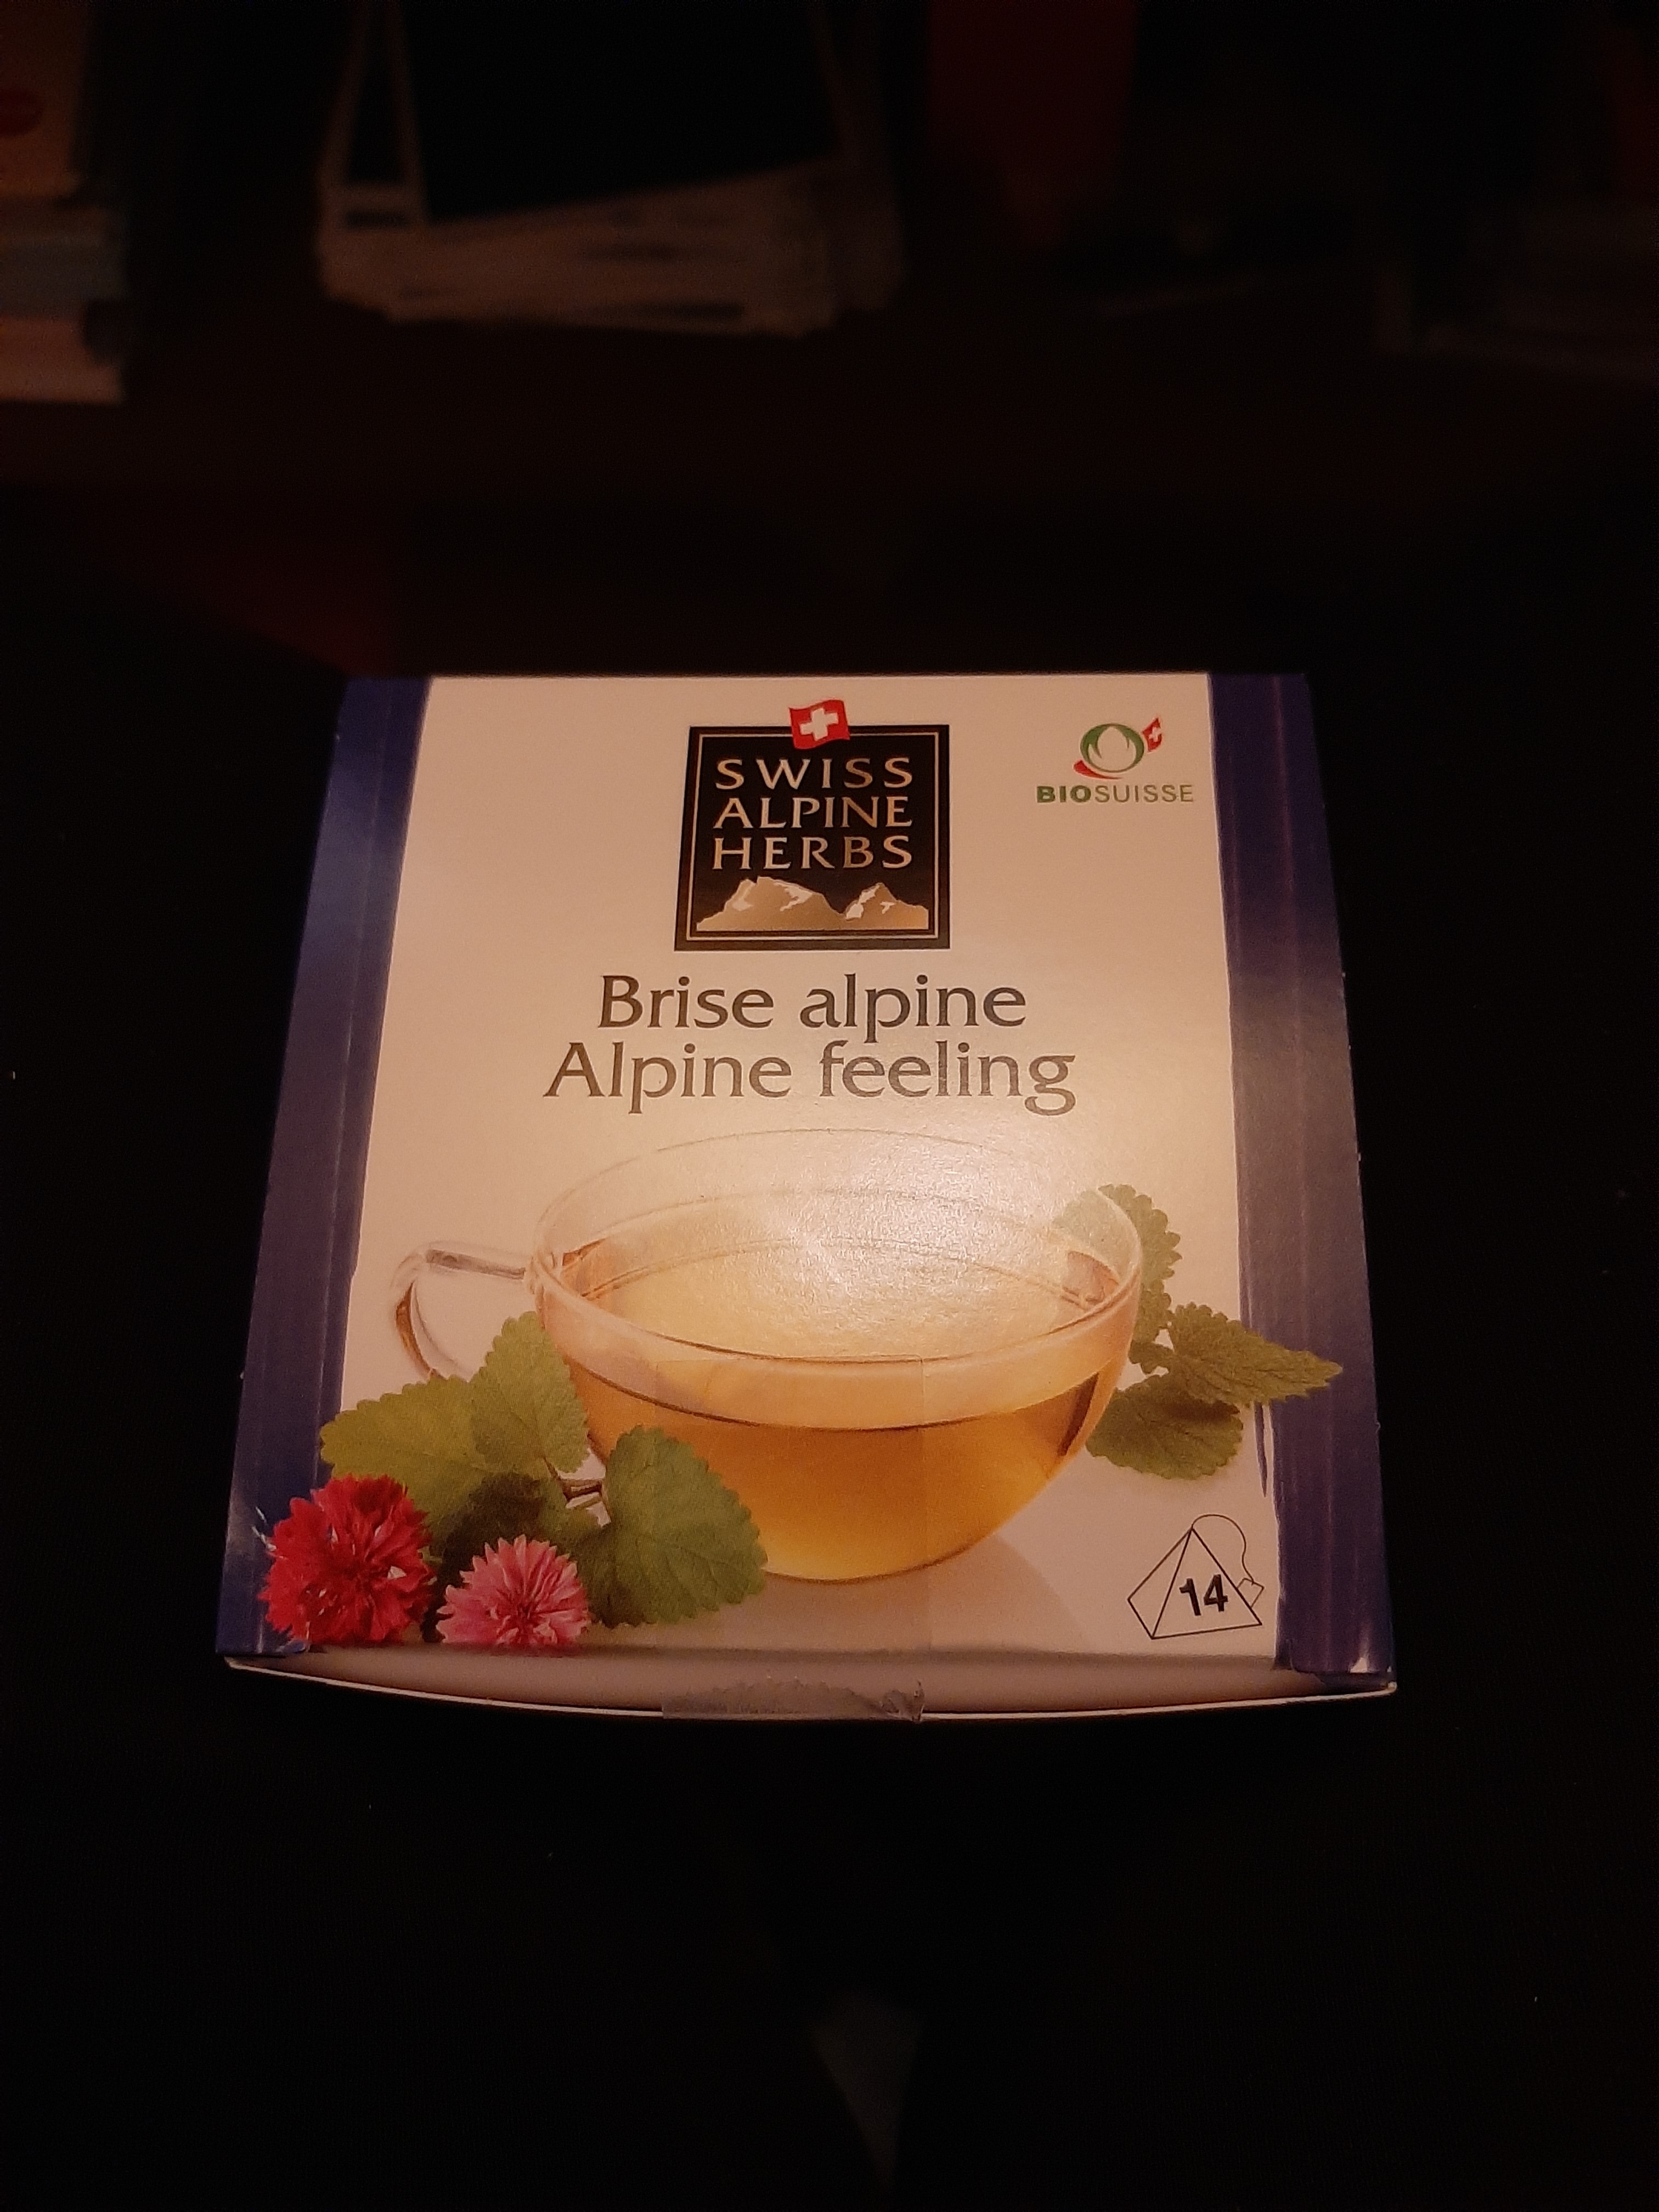 SWISS
ALPINE
HERBS
BIOSUISSE
Brise alpine
Alpine feeling
14